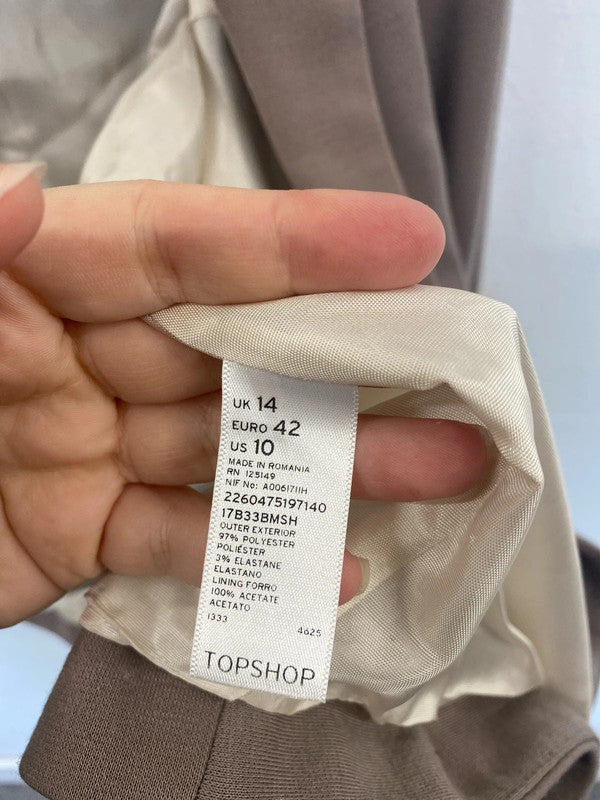 UK 14
EURO 42
US 10
MADE IN ROMANIA
RN 125149
NIF No: A0061711H
2260475197140
17B33BMSH
OUTER EXTERIOR
97% POLYESTER
POLIÉSTER
3% ELASTANE
ELASTANO
LINING FORRO
100% ACETATE
ACETATO
1333 4625
TOPSHOP